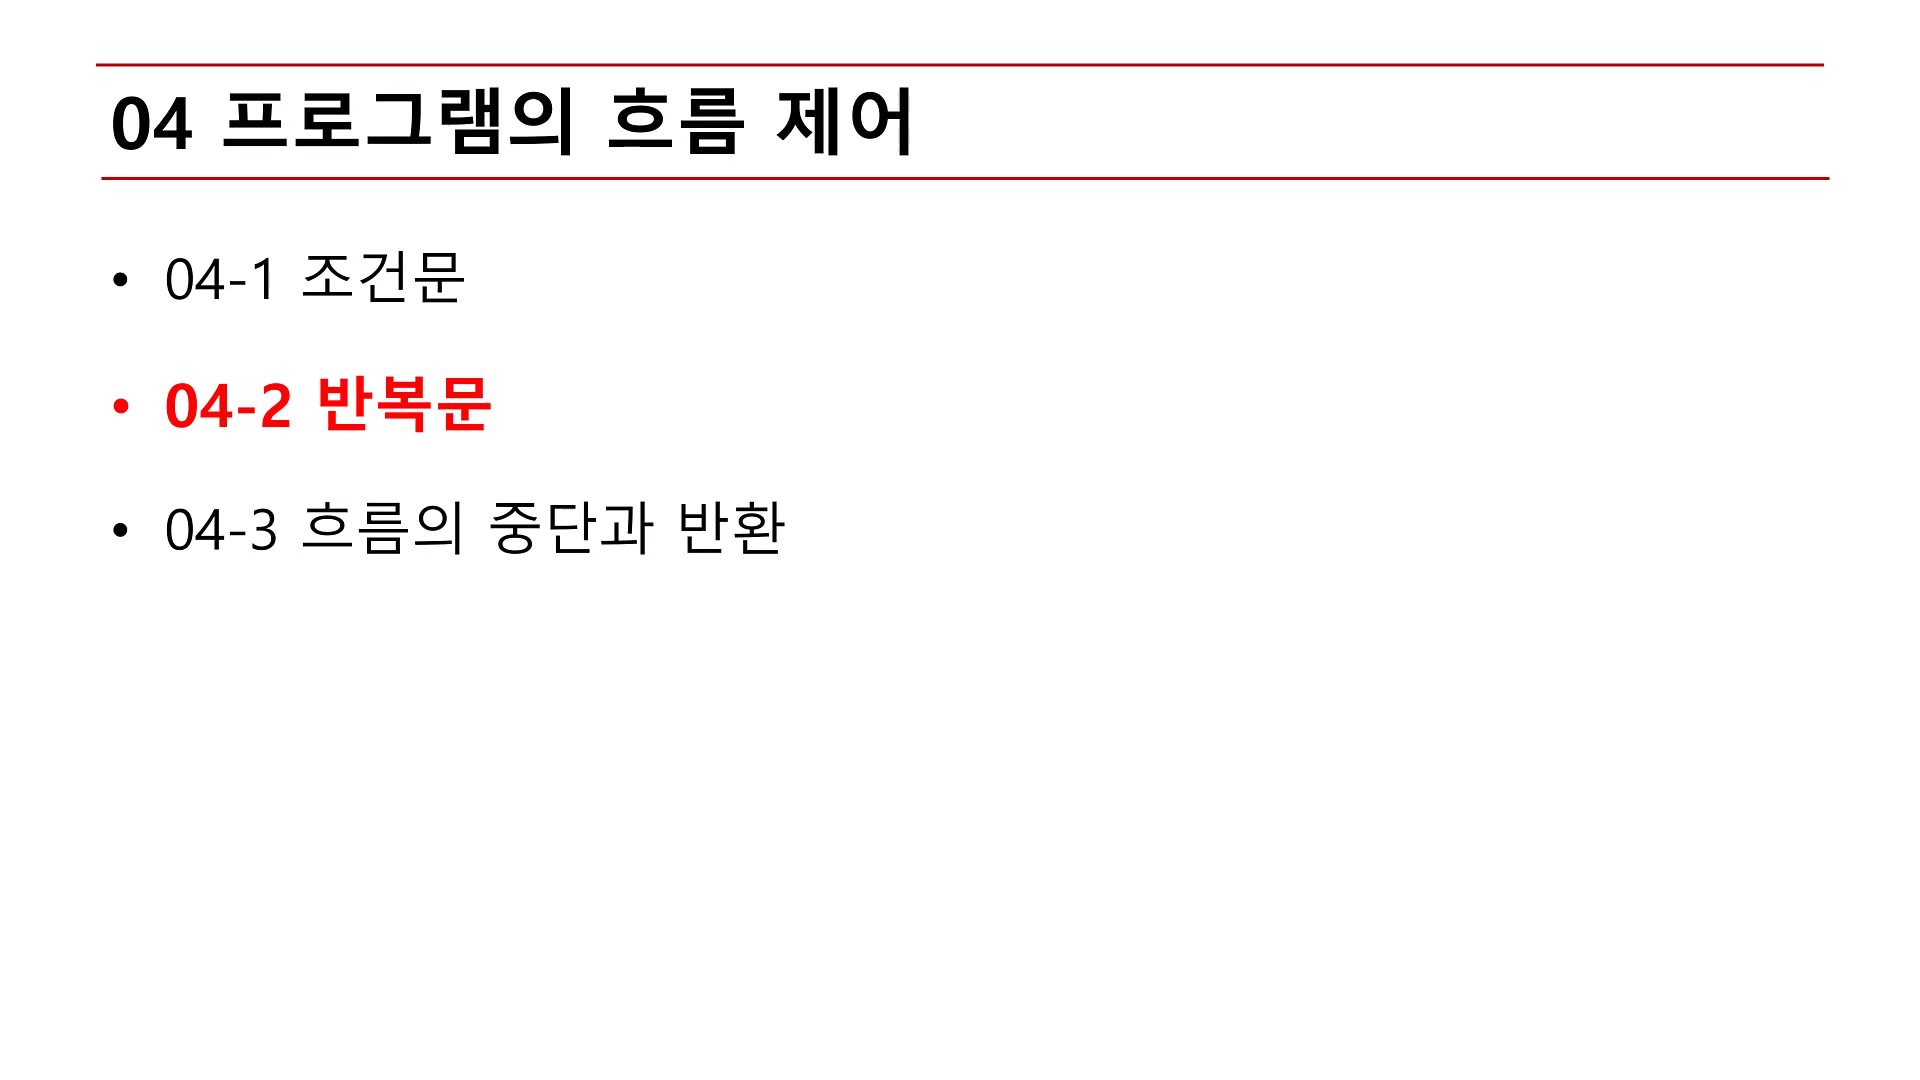 04 프로그램의 흐름 제어
• 04-1 조건문
• 04-2 반복문
• 04-3 흐름의 중단과 반환